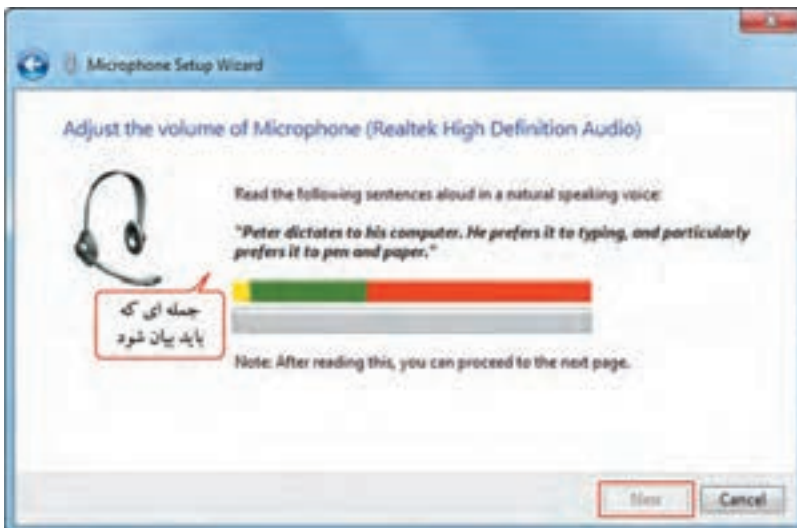 Microphone Setup Wizard
Adjust the volume of Microphone (Realtek High Definition Audio)
Read the following sentences aloud in a natural speaking voice:
"Peter dictates to his computer. He prefers it to typing, and particularly
prefers it to pen and paper."
جمله ای که
باید بیان شود
Note: After reading this, you can proceed to the next page.
Cancel